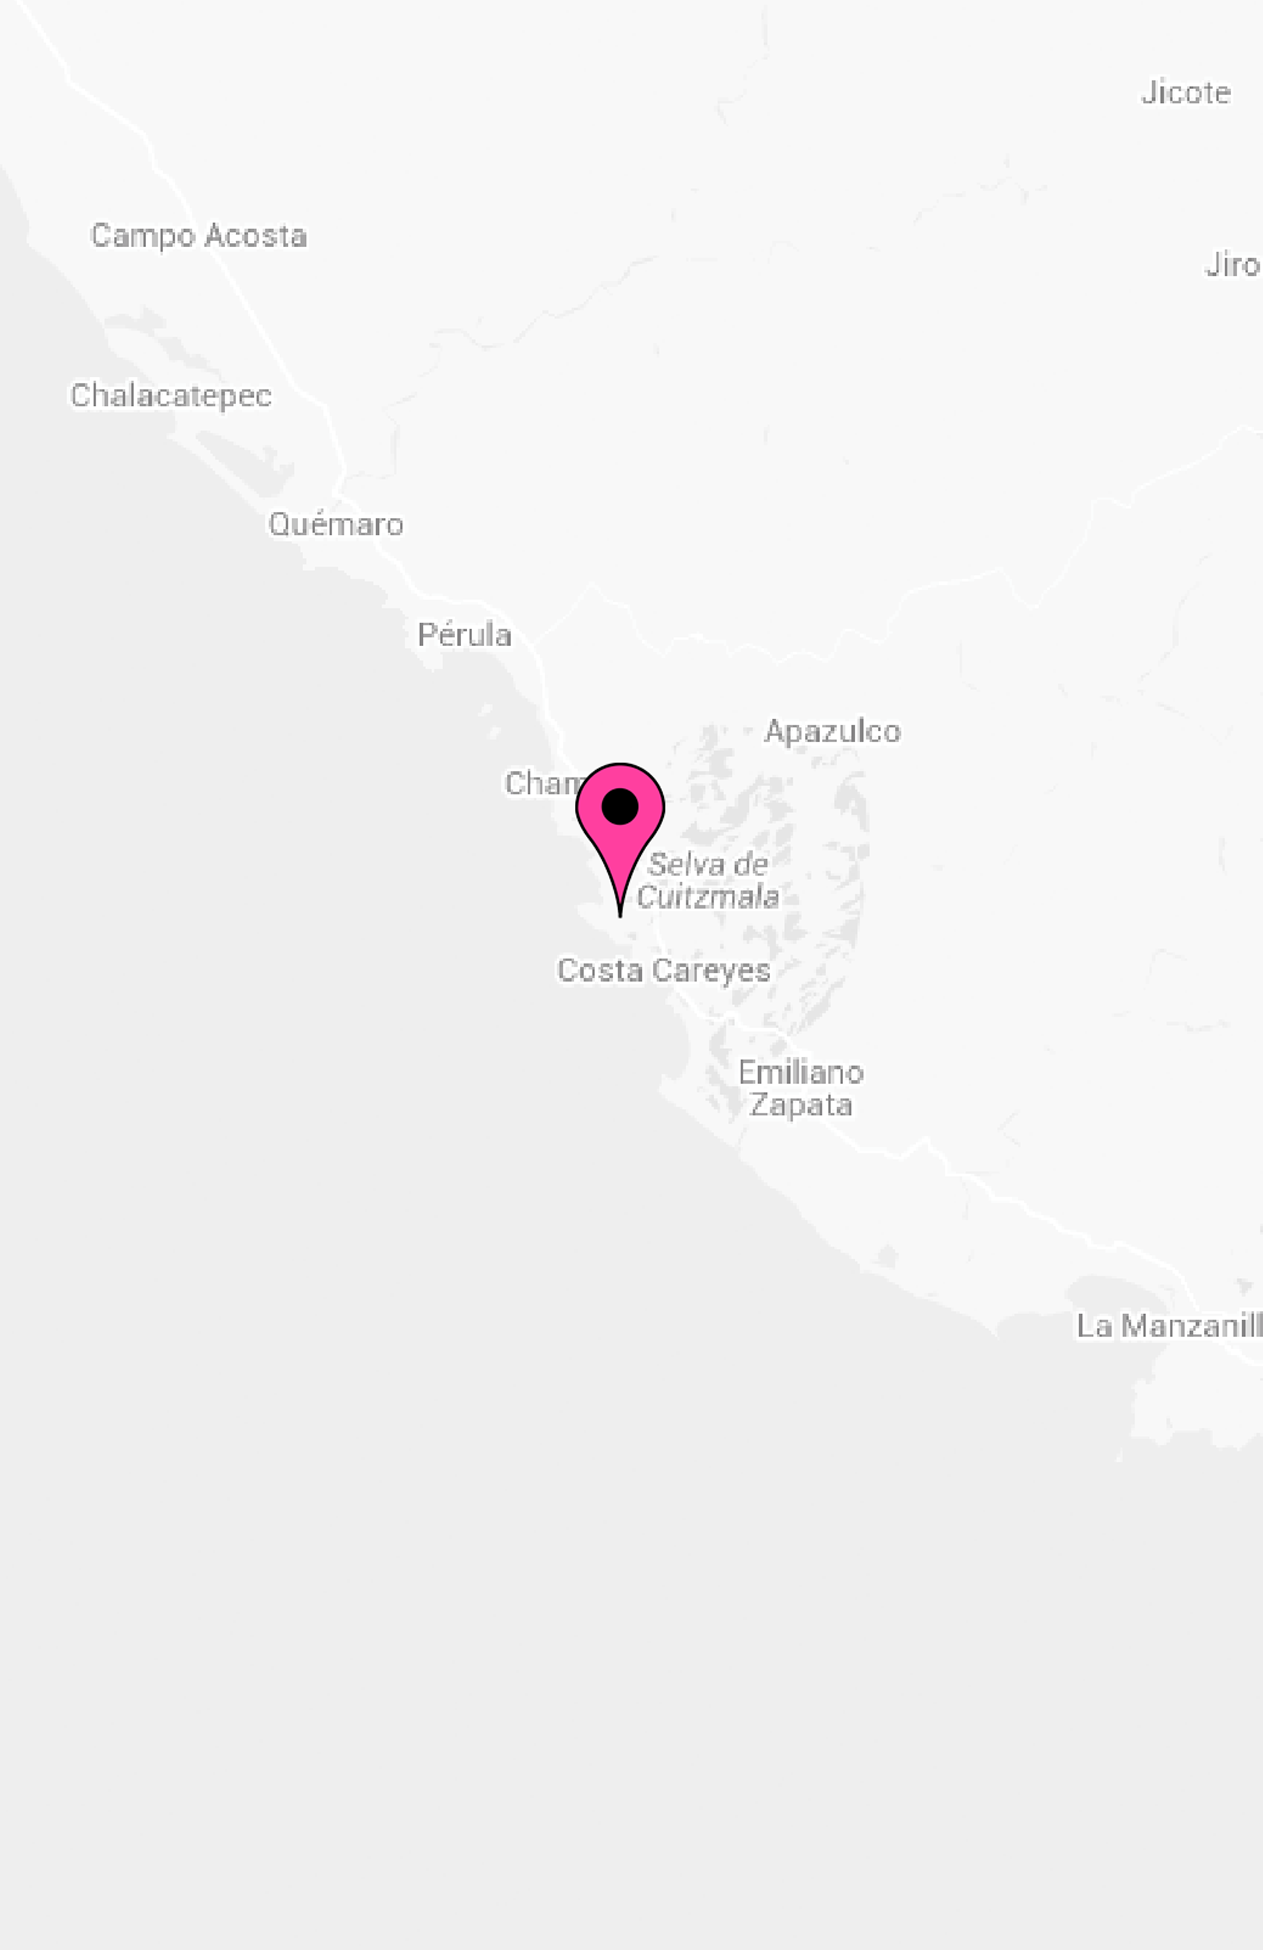 Jicote
Campo Acosta
Jiro
Chalacatepec
Quémaro
Pérula
Apazulco
Cham
Selva de
Cuitzmala
Costa Careyes
Emiliano
Zapata
La Manzanill